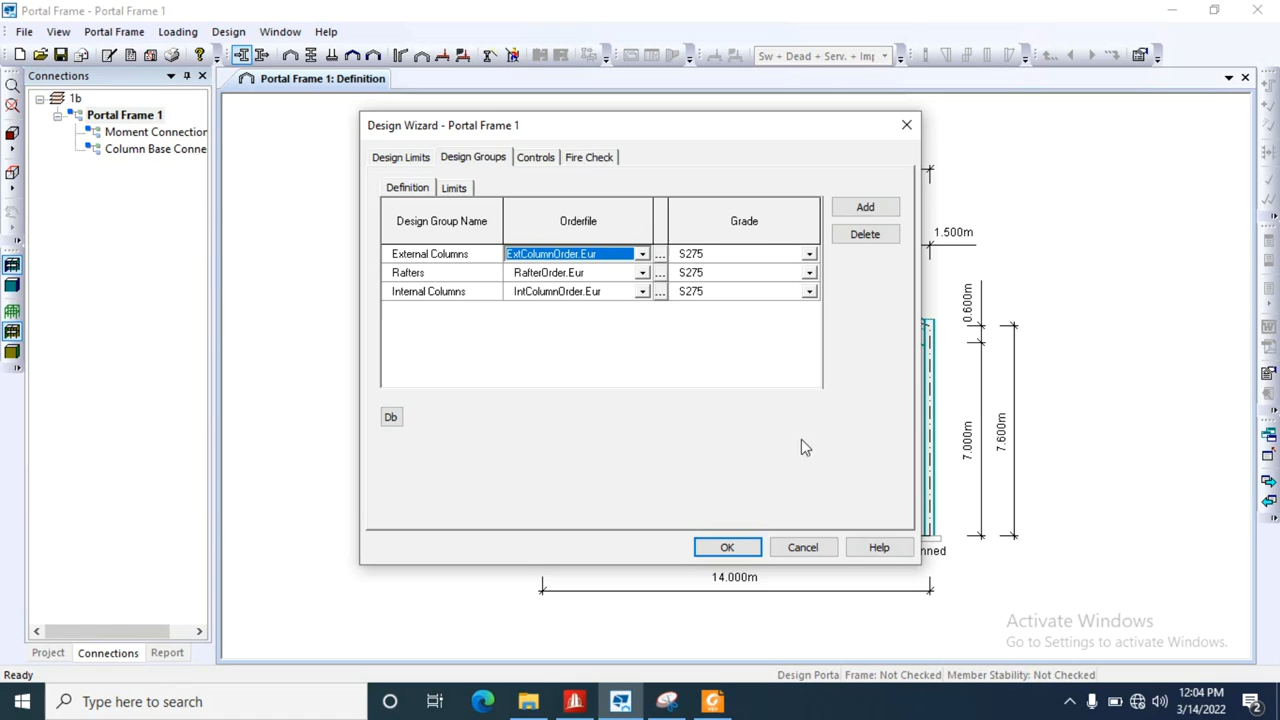 Portal Frame - Portal Frame 1
File View Portal Frame Loading Design Window Help
Sw + Dead + Serv. + Imp
Connections
Portal Frame 1: Definition
1b
Portal Frame 1
Moment Connection
Column Base Conne
Design Wizard - Portal Frame 1
Design Limits Design Groups Controls Fire Check
Definition Limits
Design Group Name Orderfile Grade
External Columns ExtColumnOrder.Eur ... S275
Rafters RafterOrder.Eur ... S275
Internal Columns IntColumnOrder.Eur ... S275
Add
Delete
Db
OK Cancel Help
1.500m
0.600m
7.000m
7.600m
nned
14.000m
Activate Windows
Go to Settings to activate Windows.
Project Connections Report
Ready
Design Porta Frame: Not Checked Member Stability: Not Checked
Type here to search
12:04 PM
3/14/2022
2